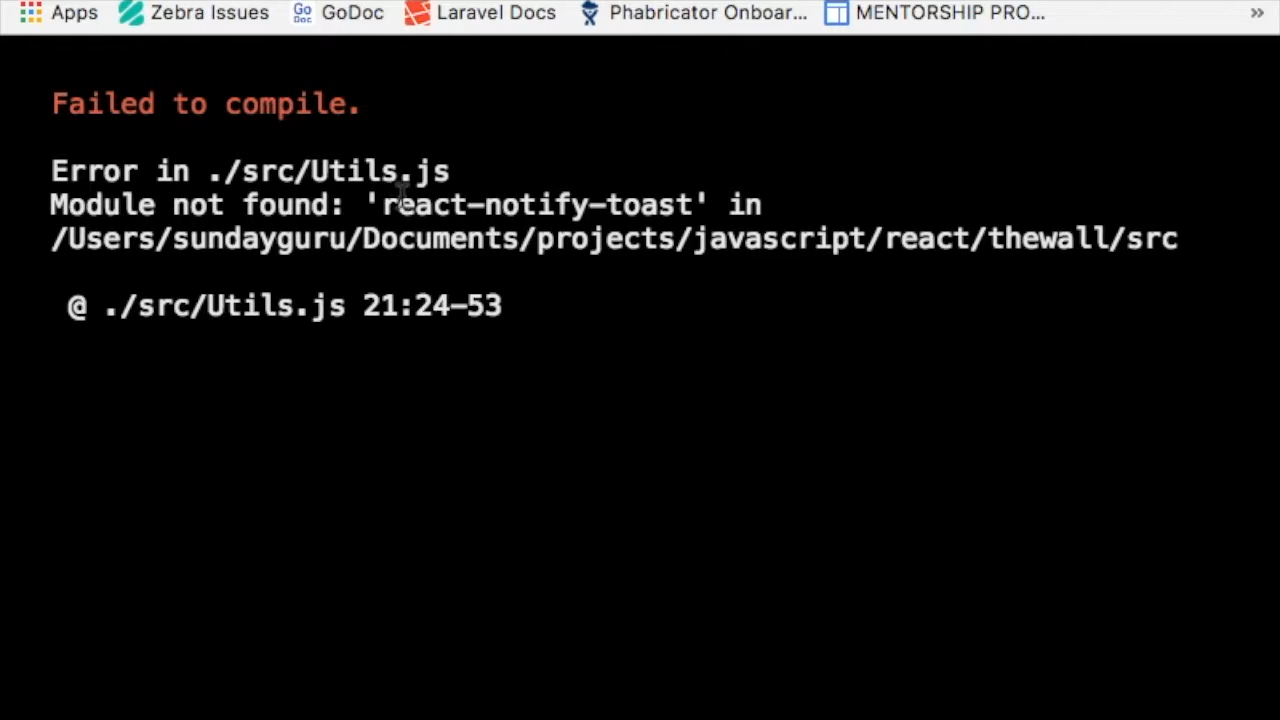 Apps Zebra Issues Go Doc GoDoc Laravel Docs Phabricator Onboar... MENTORSHIP PRO... »
Failed to compile.
Error in ./src/Utils.js
Module not found: 'react-notify-toast' in
/Users/sundayguru/Documents/projects/javascript/react/thewall/src
@ ./src/Utils.js 21:24-53